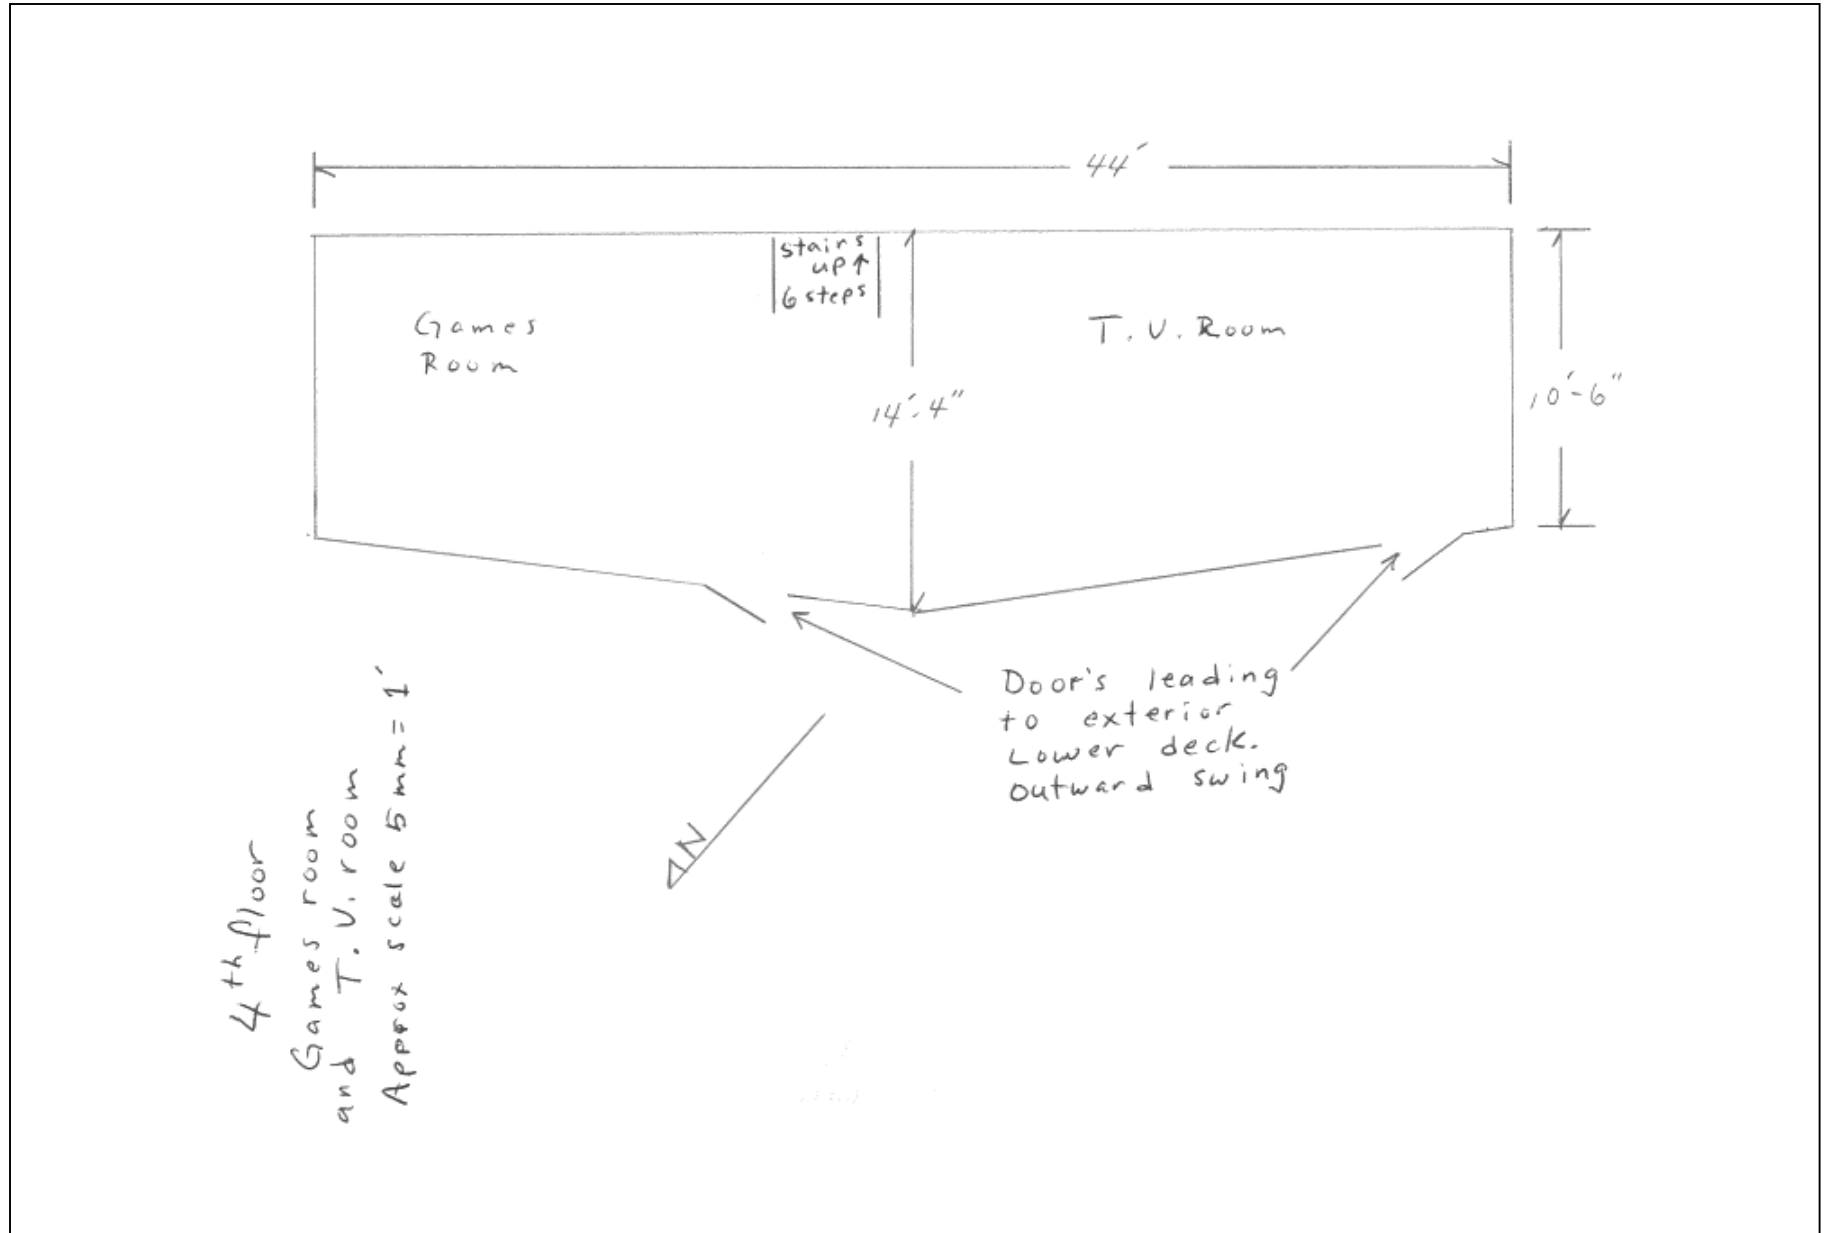 44'
stairs
up↑
6 steps
Games
Room
T.V. Room
14'-4"
10'-6"
Door's leading
to exterior
Lower deck.
outward swing
N
4th floor
Games room
and T.V. room
Approx scale 5mm = 1'